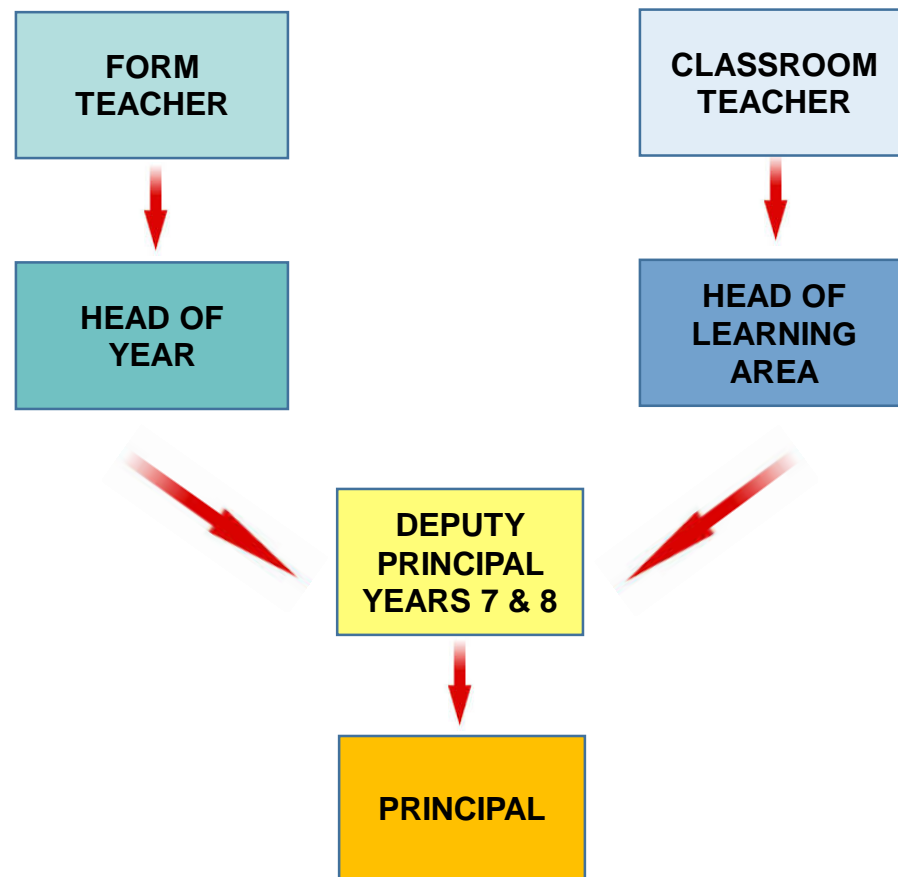 FORM
TEACHER
CLASSROOM
TEACHER
HEAD OF
YEAR
HEAD OF
LEARNING
AREA
DEPUTY
PRINCIPAL
YEARS 7 & 8
PRINCIPAL